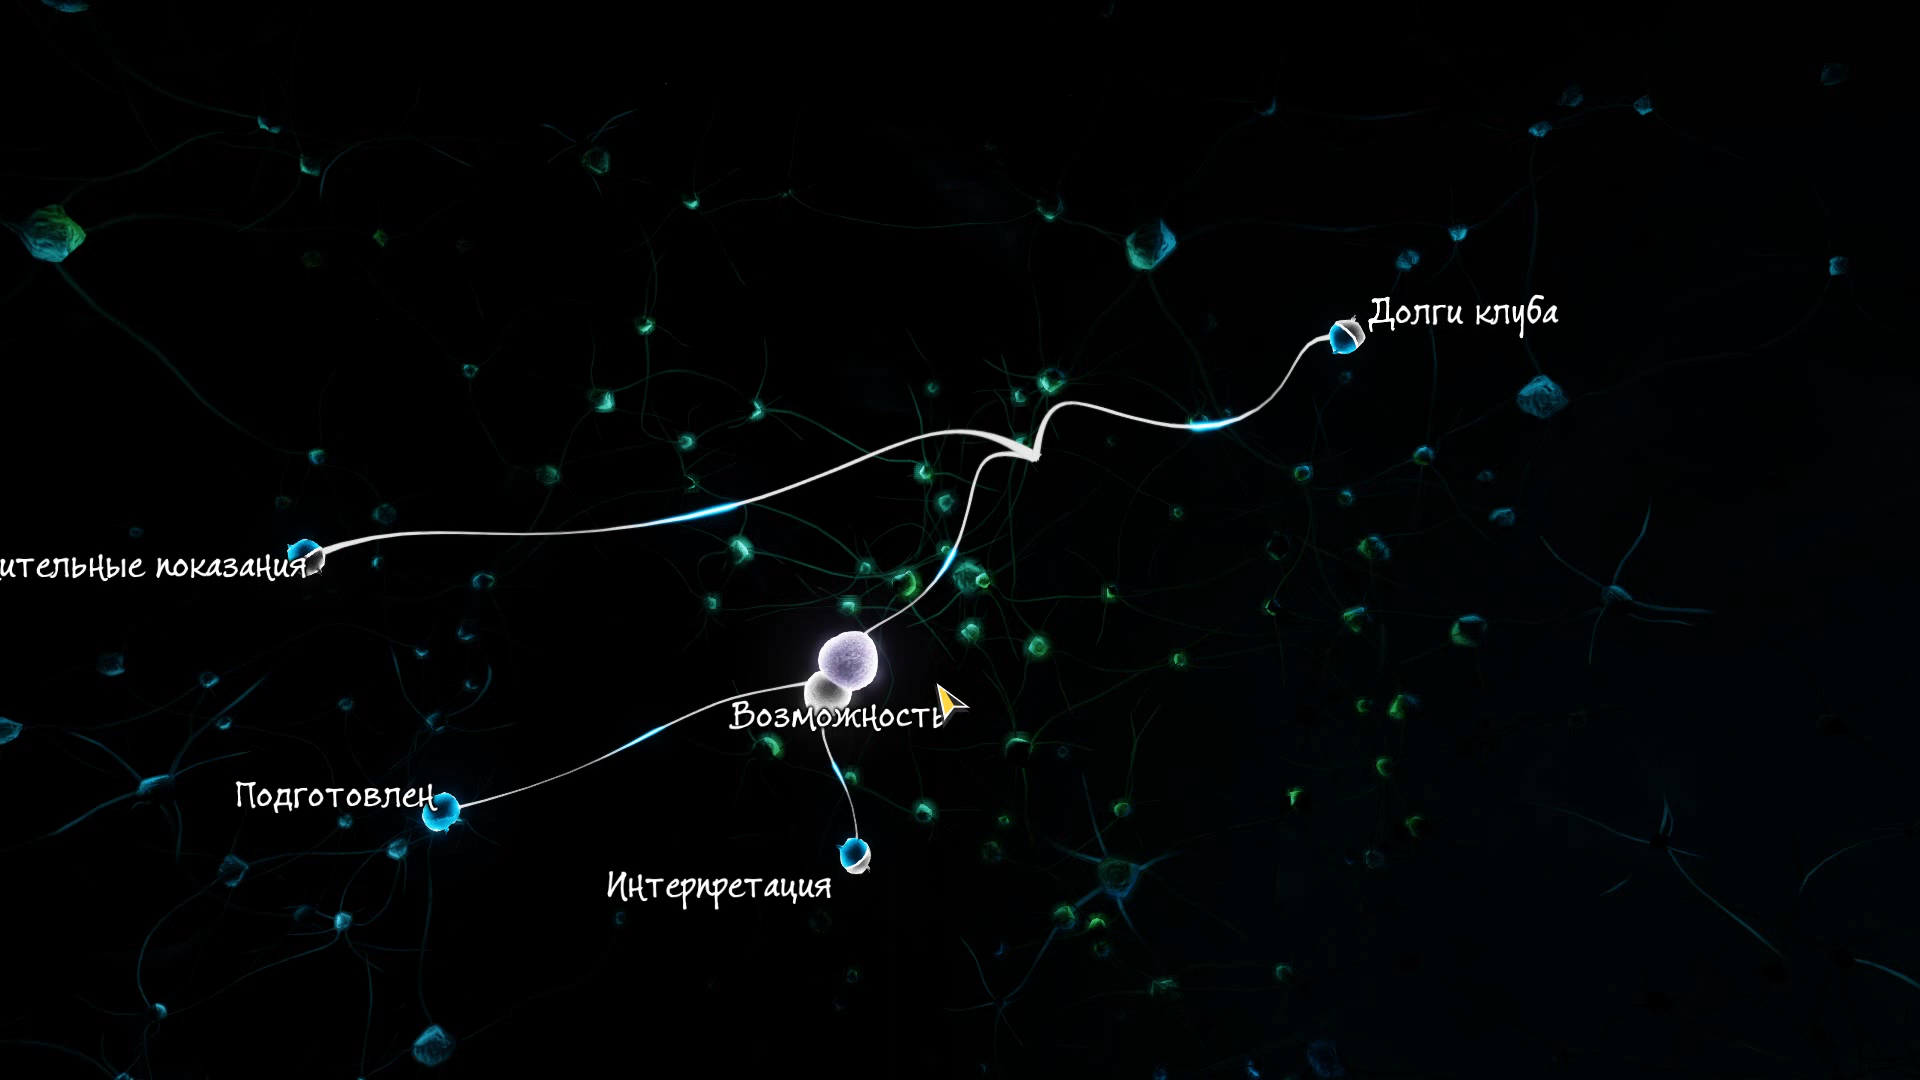 Долги клуба
ительные показания
Возможность
Подготовлен
Интерпретация